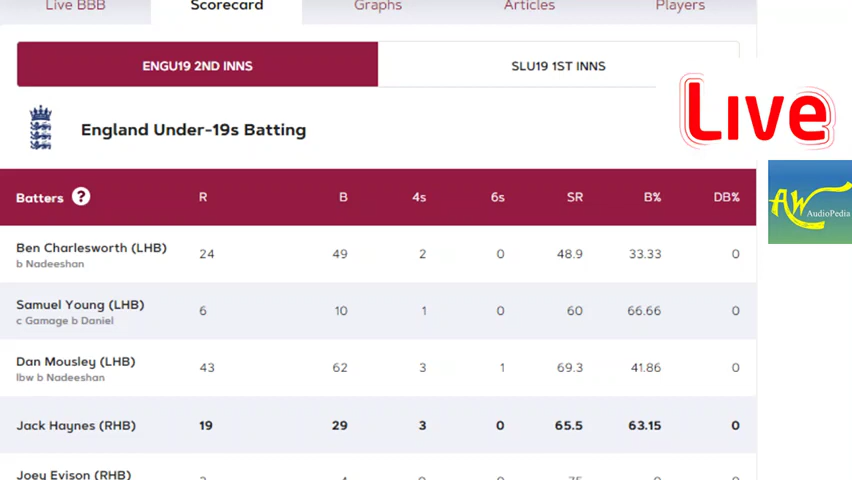 Live BBB Scorecard Graphs Articles Players
ENGU19 2ND INNS SLU19 1ST INNS
Live
England Under-19s Batting
Batters ? R B 4s 6s SR B% DB%
AW AudioPedia
Ben Charlesworth (LHB) 24 49 2 0 48.9 33.33 0
b Nadeeshan
Samuel Young (LHB) 6 10 1 0 60 66.66 0
c Gamage b Daniel
Dan Mousley (LHB) 43 62 3 1 69.3 41.86 0
lbw b Nadeeshan
Jack Haynes (RHB) 19 29 3 0 65.5 63.15 0
Joey Evison (RHB)